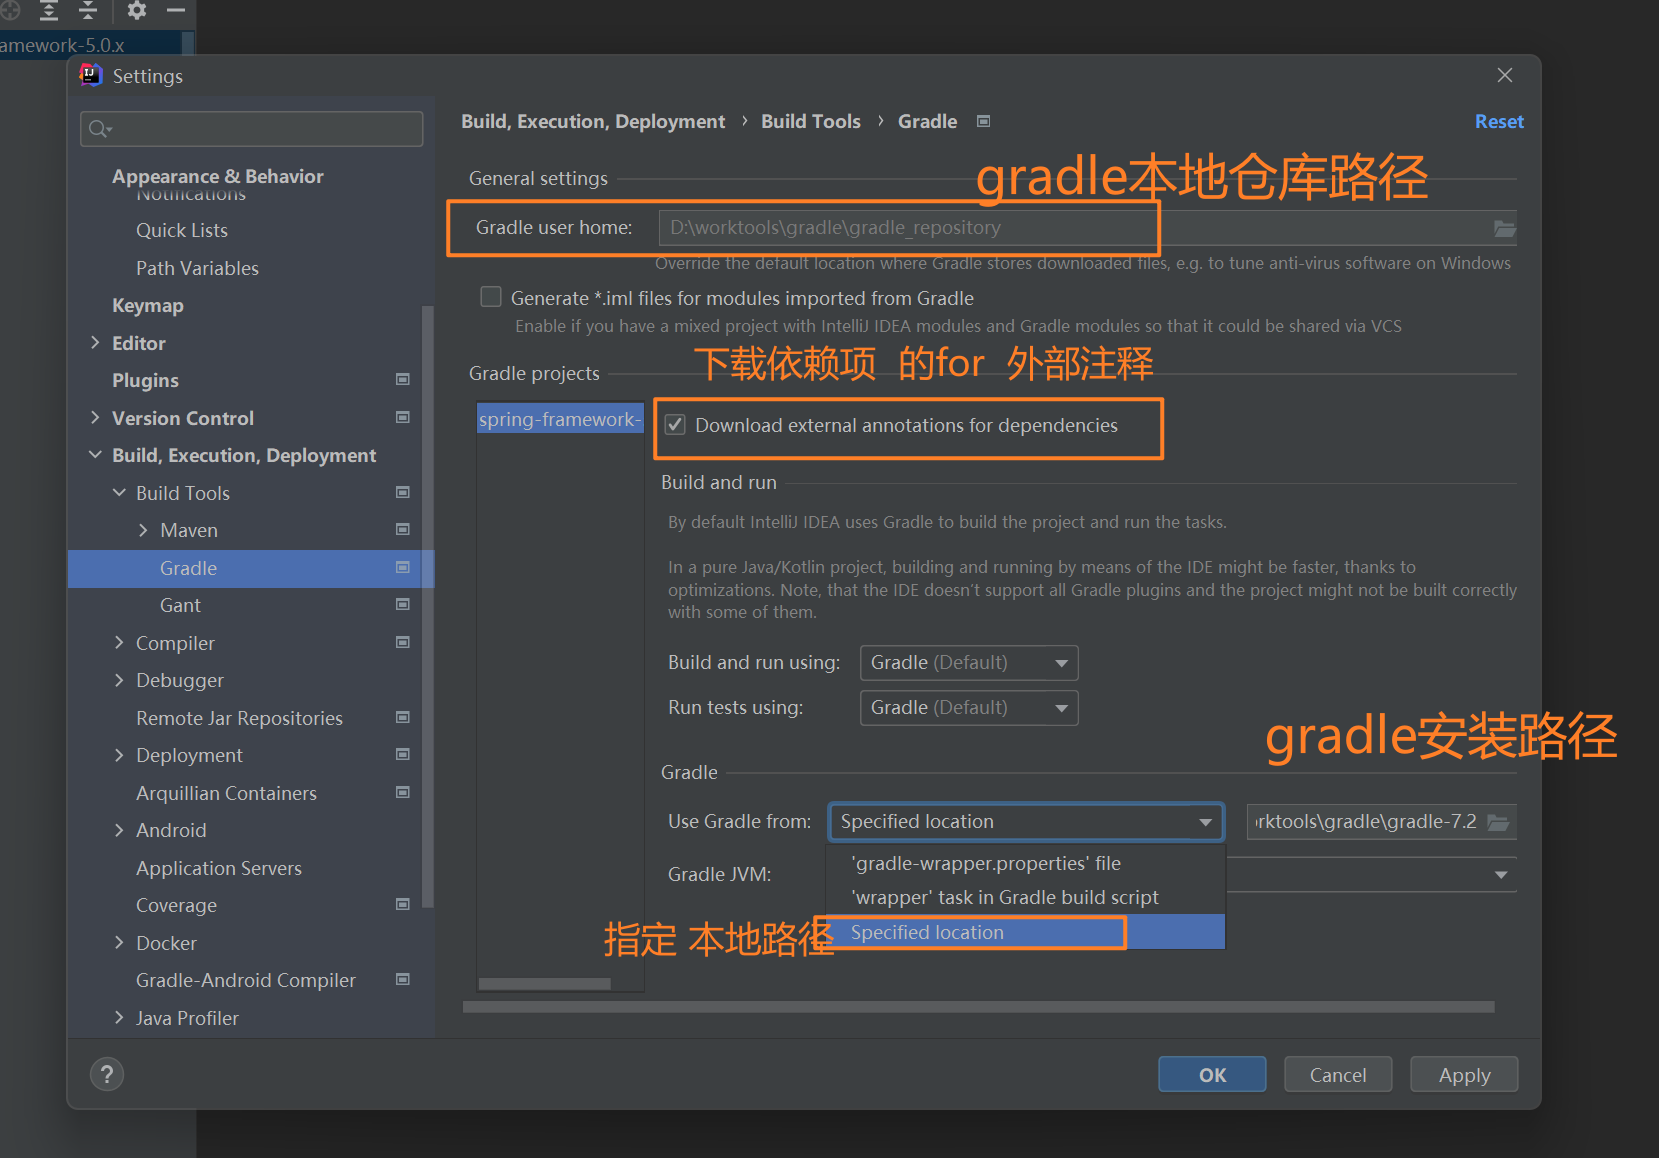 amework-5.0.x
Settings
Build, Execution, Deployment › Build Tools › Gradle
Reset
Appearance & Behavior
Notifications
Quick Lists
Path Variables
Keymap
Editor
Plugins
Version Control
Build, Execution, Deployment
Build Tools
Maven
Gradle
Gant
Compiler
Debugger
Remote Jar Repositories
Deployment
Arquillian Containers
Android
Application Servers
Coverage
Docker
Gradle-Android Compiler
Java Profiler
General settings
gradle本地仓库路径
Gradle user home: D:\worktools\gradle\gradle_repository
Override the default location where Gradle stores downloaded files, e.g. to tune anti-virus software on Windows
Generate *.iml files for modules imported from Gradle
Enable if you have a mixed project with IntelliJ IDEA modules and Gradle modules so that it could be shared via VCS
下载依赖项 的for 外部注释
Gradle projects
spring-framework-
Download external annotations for dependencies
Build and run
By default IntelliJ IDEA uses Gradle to build the project and run the tasks.
In a pure Java/Kotlin project, building and running by means of the IDE might be faster, thanks to
optimizations. Note, that the IDE doesn't support all Gradle plugins and the project might not be built correctly
with some of them.
Build and run using: Gradle (Default)
Run tests using: Gradle (Default)
gradle安装路径
Gradle
Use Gradle from: Specified location rktools\gradle\gradle-7.2
'gradle-wrapper.properties' file
Gradle JVM:
'wrapper' task in Gradle build script
Specified location
指定 本地路径
? OK Cancel Apply